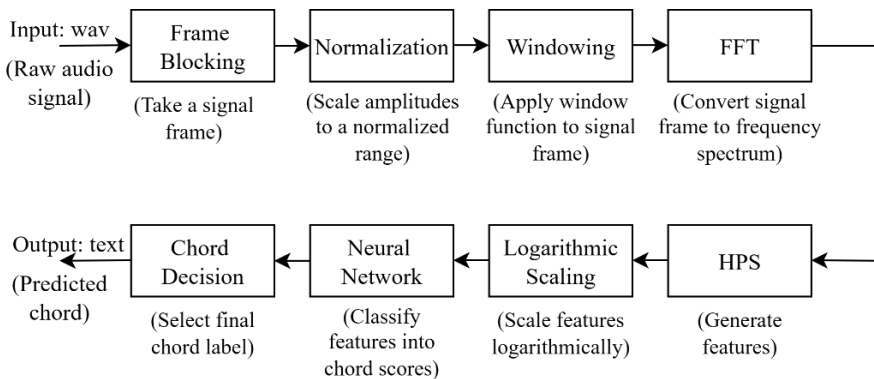 Input: wav
(Raw audio
signal)
Frame
Blocking
(Take a signal
frame)
Normalization
(Scale amplitudes
to a normalized
range)
Windowing
(Apply window
function to signal
frame)
FFT
(Convert signal
frame to frequency
spectrum)
Output: text
(Predicted
chord)
Chord
Decision
(Select final
chord label)
Neural
Network
(Classify
features into
chord scores)
Logarithmic
Scaling
(Scale features
logarithmically)
HPS
(Generate
features)